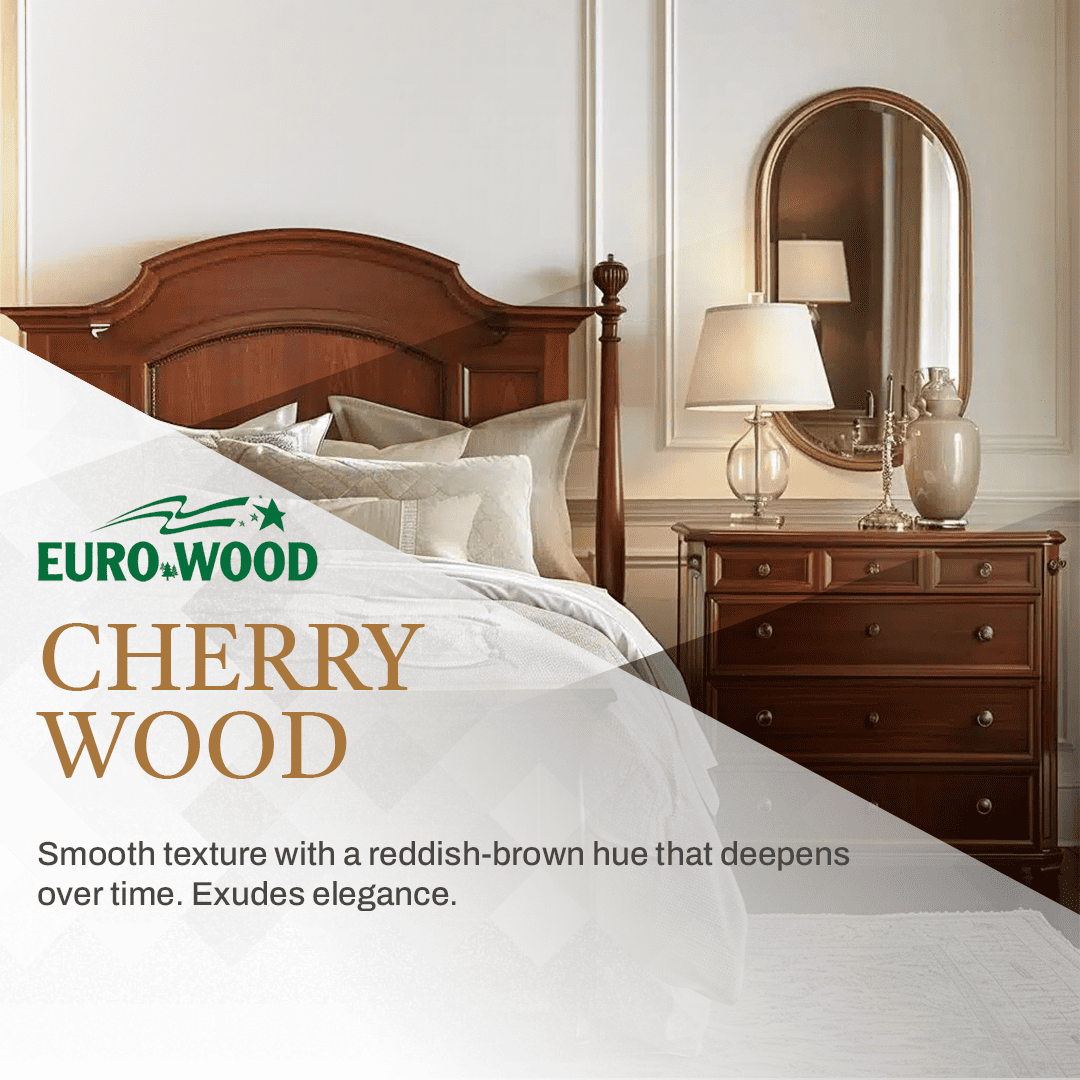 EURO WOOD
CHERRY
WOOD
Smooth texture with a reddish-brown hue that deepens
over time. Exudes elegance.